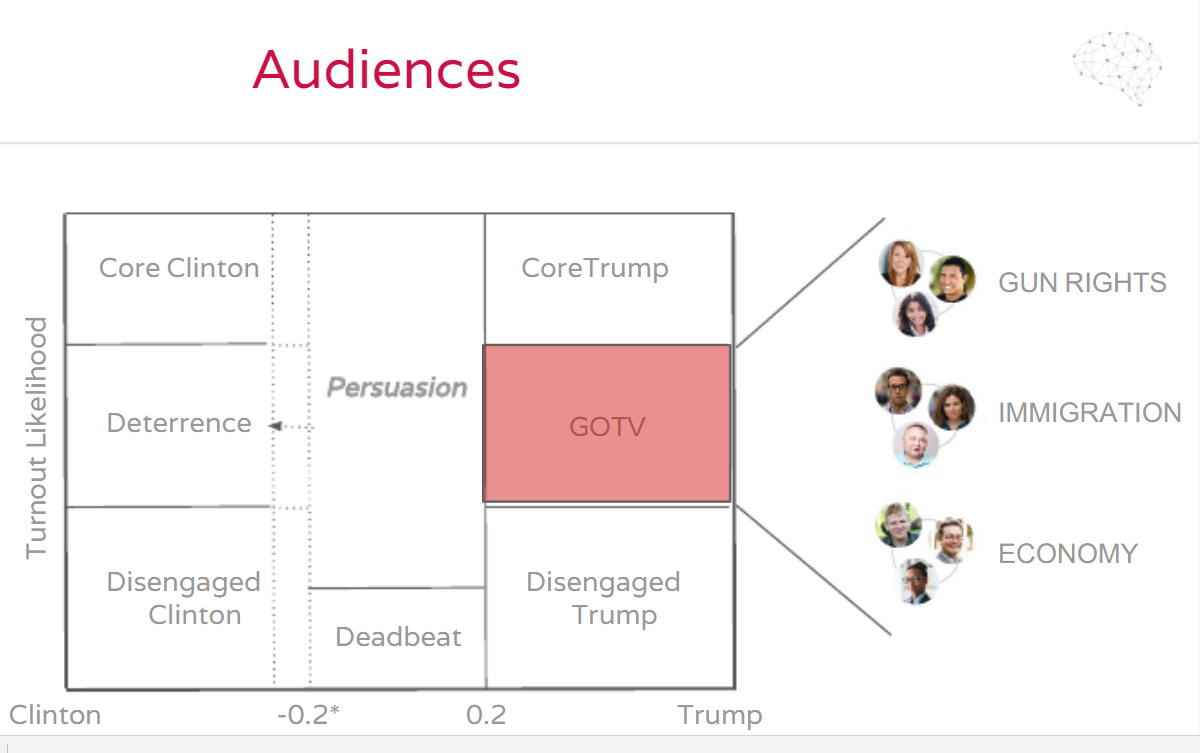 Audiences
Core Clinton
CoreTrump
GUN RIGHTS
Turnout Likelihood
Persuasion
Deterrence
GOTV
IMMIGRATION
Disengaged
Clinton
Deadbeat
Disengaged
Trump
ECONOMY
Clinton
-0.2*
0.2
Trump